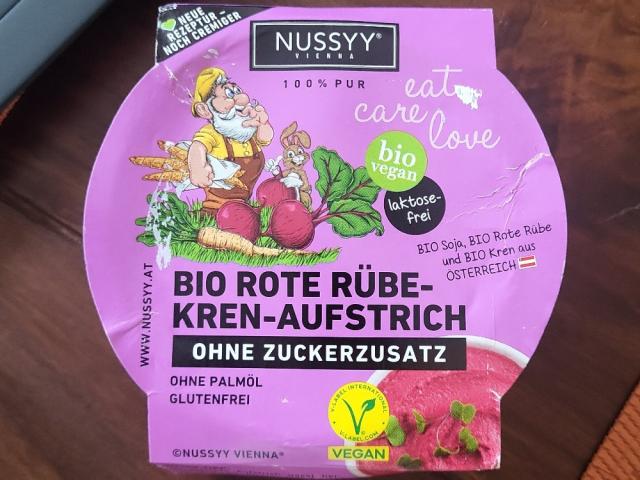 NEUE
REZEPTUR -
NOCH CREMIGER
NUSSYY®
VIENNA
100% PUR
eat
care
love
bio
vegan
laktose-
frei
BIO Soja, BIO Rote Rübe
und BIO Kren aus
ÖSTERREICH
WWW.NUSSYY.AT
BIO ROTE RÜBE-
KREN-AUFSTRICH
OHNE ZUCKERZUSATZ
OHNE PALMÖL
GLUTENFREI
V-LABEL INTERNATIONAL
V-LABEL.COM
VEGAN
©NUSSYY VIENNA®